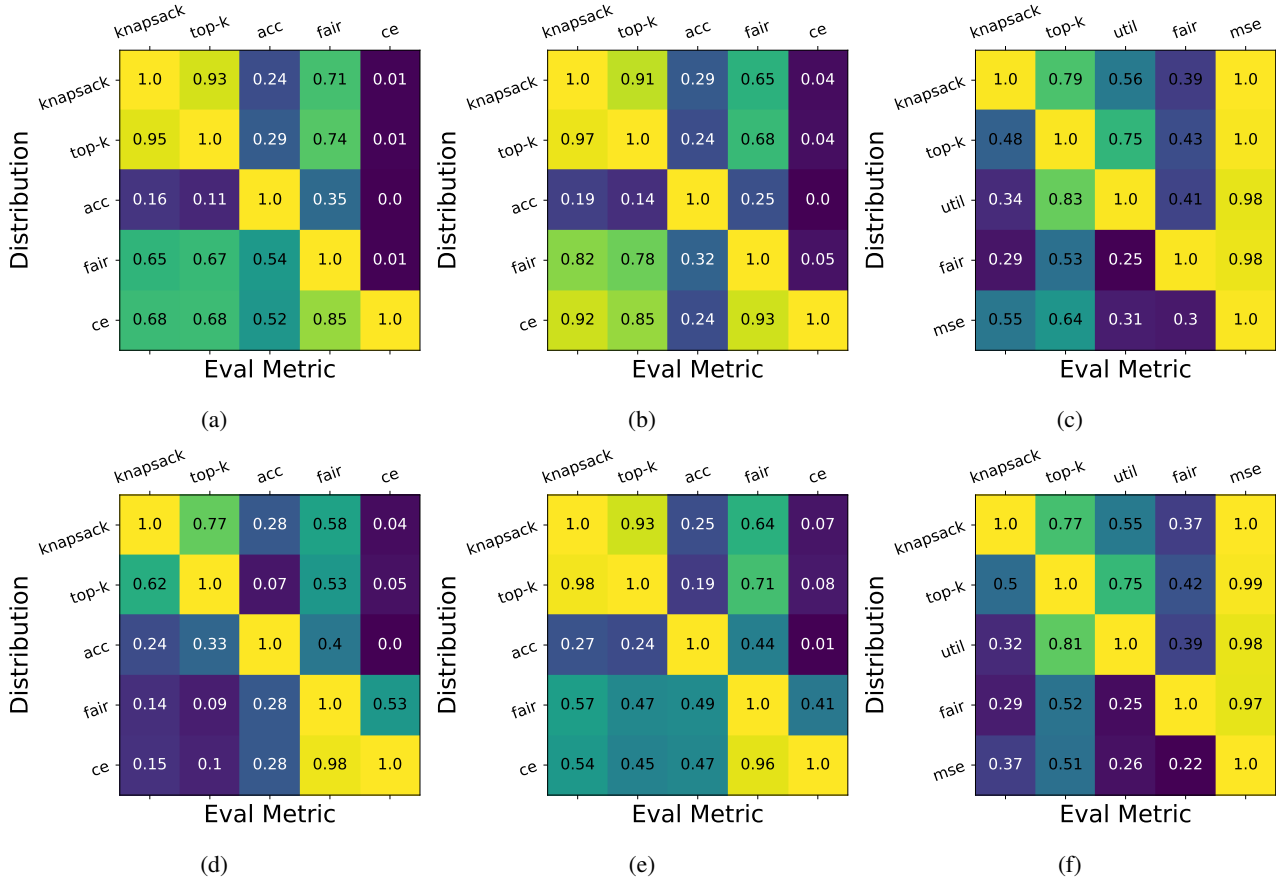 knapsack top-k acc fair ce
knapsack 1.0 0.93 0.24 0.71 0.01
top-k 0.95 1.0 0.29 0.74 0.01
acc 0.16 0.11 1.0 0.35 0.0
fair 0.65 0.67 0.54 1.0 0.01
ce 0.68 0.68 0.52 0.85 1.0
Distribution
Eval Metric
(a)
knapsack top-k acc fair ce
knapsack 1.0 0.91 0.29 0.65 0.04
top-k 0.97 1.0 0.24 0.68 0.04
acc 0.19 0.14 1.0 0.25 0.0
fair 0.82 0.78 0.32 1.0 0.05
ce 0.92 0.85 0.24 0.93 1.0
Distribution
Eval Metric
(b)
knapsack top-k util fair mse
knapsack 1.0 0.79 0.56 0.39 1.0
top-k 0.48 1.0 0.75 0.43 1.0
util 0.34 0.83 1.0 0.41 0.98
fair 0.29 0.53 0.25 1.0 0.98
mse 0.55 0.64 0.31 0.3 1.0
Distribution
Eval Metric
(c)
knapsack top-k acc fair ce
knapsack 1.0 0.77 0.28 0.58 0.04
top-k 0.62 1.0 0.07 0.53 0.05
acc 0.24 0.33 1.0 0.4 0.0
fair 0.14 0.09 0.28 1.0 0.53
ce 0.15 0.1 0.28 0.98 1.0
Distribution
Eval Metric
(d)
knapsack top-k acc fair ce
knapsack 1.0 0.93 0.25 0.64 0.07
top-k 0.98 1.0 0.19 0.71 0.08
acc 0.27 0.24 1.0 0.44 0.01
fair 0.57 0.47 0.49 1.0 0.41
ce 0.54 0.45 0.47 0.96 1.0
Distribution
Eval Metric
(e)
knapsack top-k util fair mse
knapsack 1.0 0.77 0.55 0.37 1.0
top-k 0.5 1.0 0.75 0.42 0.99
util 0.32 0.81 1.0 0.39 0.98
fair 0.29 0.52 0.25 1.0 0.97
mse 0.37 0.51 0.26 0.22 1.0
Distribution
Eval Metric
(f)